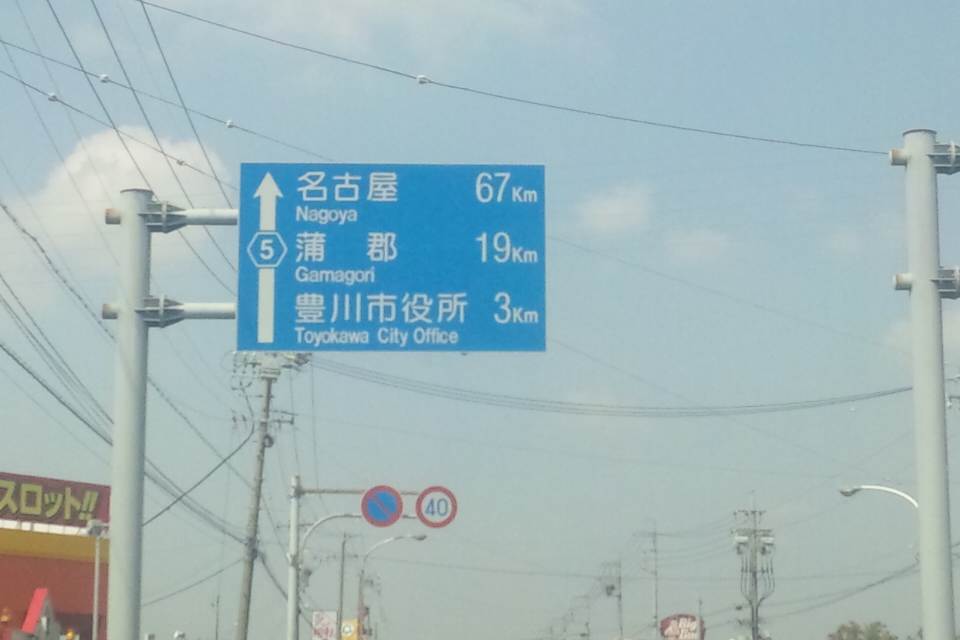 名古屋 67Km
Nagoya
5
蒲郡 19Km
Gamagori
豊川市役所 3Km
Toyokawa City Office
スロット!!
40
Big